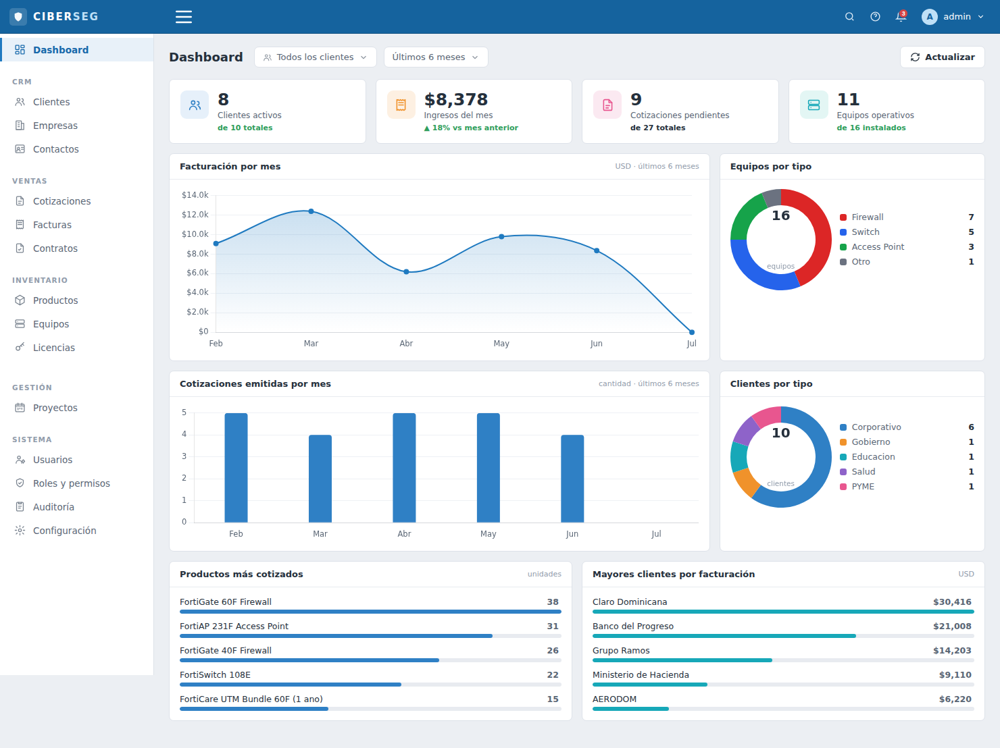 CIBERSEG
3
A
admin
Dashboard
CRM
Clientes
Empresas
Contactos
VENTAS
Cotizaciones
Facturas
Contratos
INVENTARIO
Productos
Equipos
Licencias
GESTIÓN
Proyectos
SISTEMA
Usuarios
Roles y permisos
Auditoría
Configuración
Dashboard
Todos los clientes
Últimos 6 meses
Actualizar
8
Clientes activos
de 10 totales
$8,378
Ingresos del mes
▲ 18% vs mes anterior
9
Cotizaciones pendientes
de 27 totales
11
Equipos operativos
de 16 instalados
Facturación por mes
USD · últimos 6 meses
$14.0k
$12.0k
$10.0k
$8.0k
$6.0k
$4.0k
$2.0k
$0
Feb Mar Abr May Jun Jul
Equipos por tipo
16
equipos
Firewall 7
Switch 5
Access Point 3
Otro 1
Cotizaciones emitidas por mes
cantidad · últimos 6 meses
5
4
3
2
1
0
Feb Mar Abr May Jun Jul
Clientes por tipo
10
clientes
Corporativo 6
Gobierno 1
Educacion 1
Salud 1
PYME 1
Productos más cotizados
unidades
FortiGate 60F Firewall 38
FortiAP 231F Access Point 31
FortiGate 40F Firewall 26
FortiSwitch 108E 22
FortiCare UTM Bundle 60F (1 ano) 15
Mayores clientes por facturación
USD
Claro Dominicana $30,416
Banco del Progreso $21,008
Grupo Ramos $14,203
Ministerio de Hacienda $9,110
AERODOM $6,220